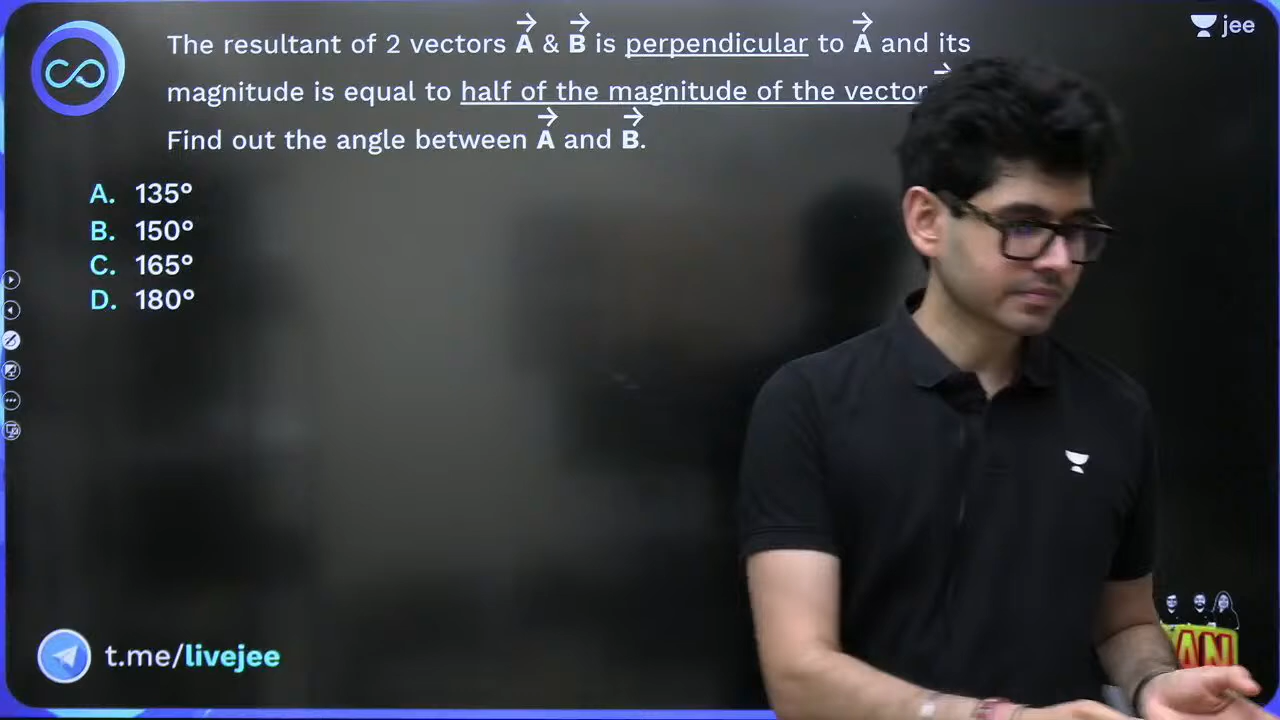 The resultant of 2 vectors A & B is perpendicular to A and its
magnitude is equal to half of the magnitude of the vector
Find out the angle between A and B.
A. 135°
B. 150°
C. 165°
D. 180°
jee
t.me/livejee